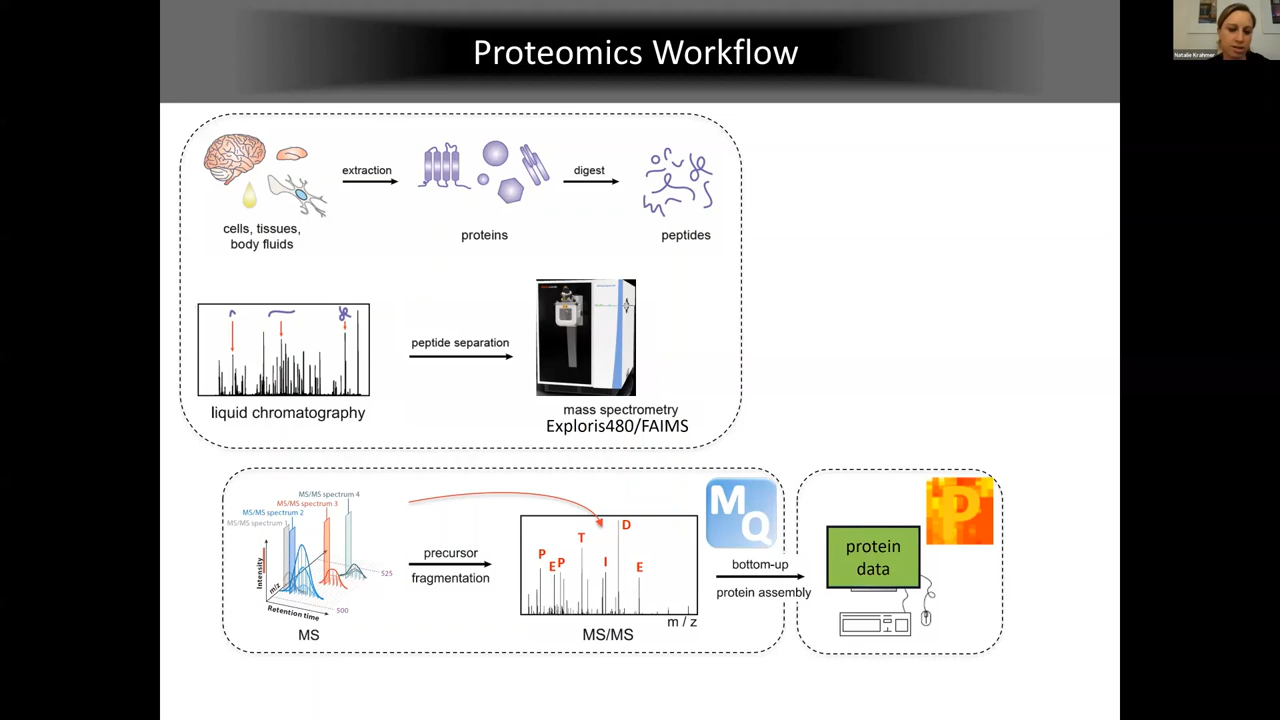 Proteomics Workflow
Natalie Krahmer
extraction
digest
cells, tissues,
body fluids
proteins
peptides
peptide separation
liquid chromatography
mass spectrometry
Exploris480/FAIMS
MS/MS spectrum 4
MS/MS spectrum 3
MS/MS spectrum 2
MS/MS spectrum 1
Intensity
m/z
Retention time
500
525
MS
precursor
fragmentation
P
E
P
T
I
D
E
m / z
MS/MS
M
Q
bottom-up
protein assembly
P
protein
data